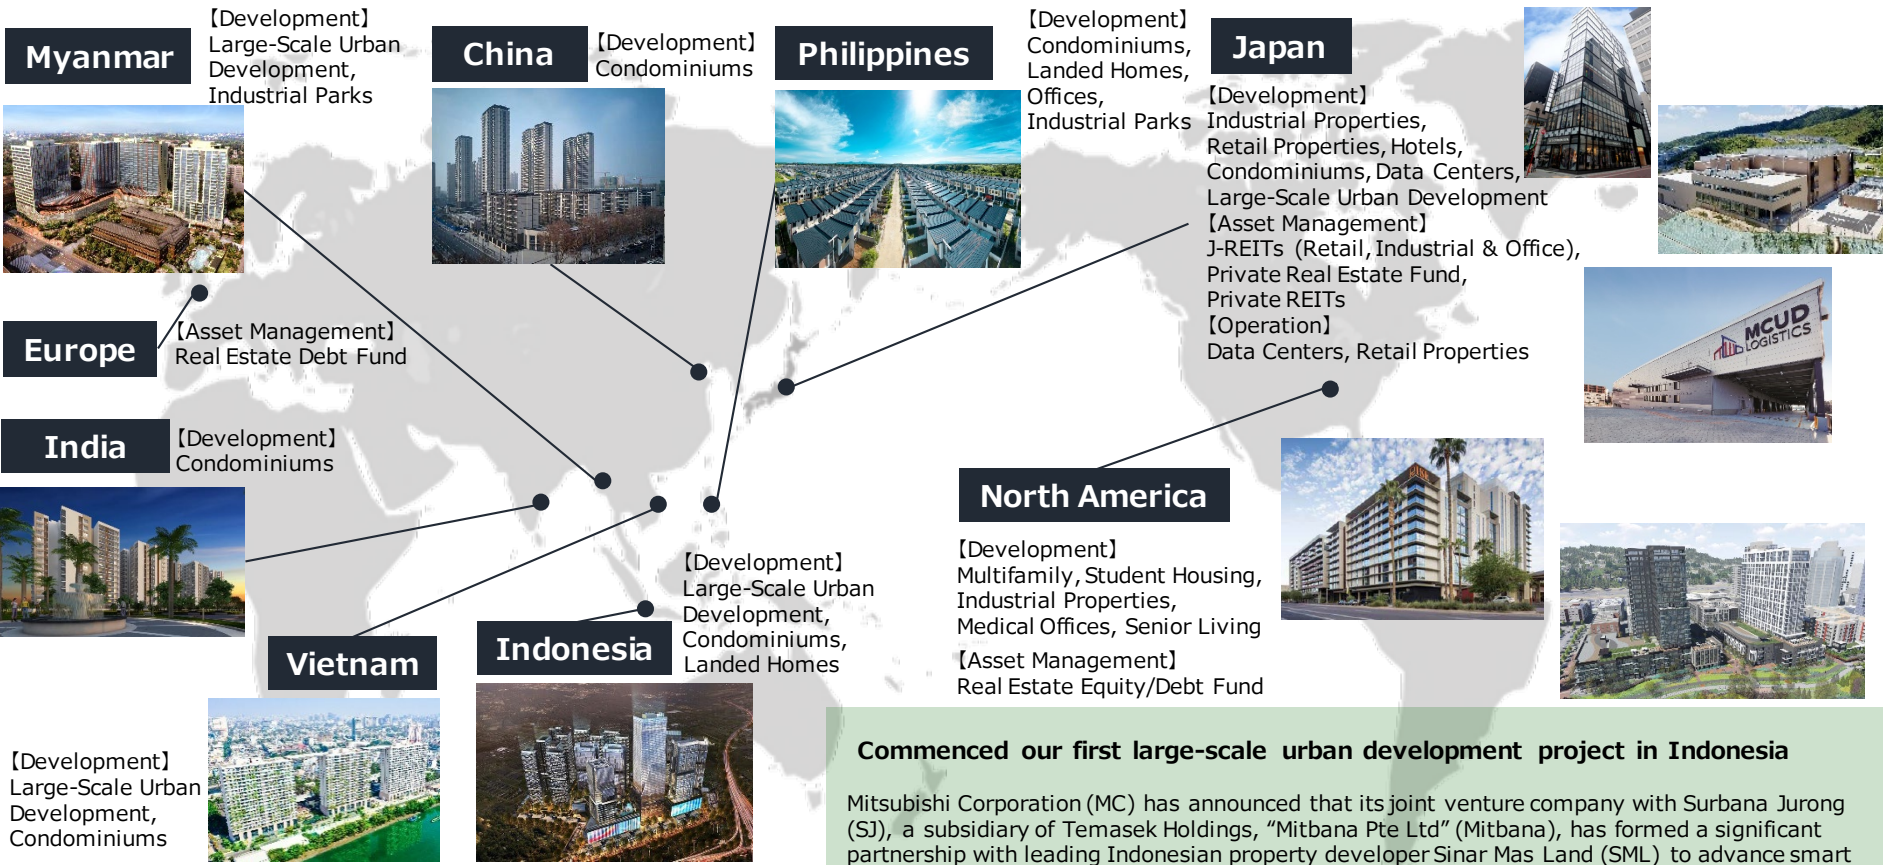 Myanmar
【Development】
Large-Scale Urban
Development,
Industrial Parks
China
【Development】
Condominiums
Philippines
【Development】
Condominiums,
Landed Homes,
Offices,
Industrial Parks
Japan
【Development】
Industrial Properties,
Retail Properties, Hotels,
Condominiums, Data Centers,
Large-Scale Urban Development
【Asset Management】
J-REITs (Retail, Industrial & Office),
Private Real Estate Fund,
Private REITs
【Operation】
Data Centers, Retail Properties
MCUD
LOGISTICS
Europe
【Asset Management】
Real Estate Debt Fund
India
【Development】
Condominiums
North America
【Development】
Multifamily, Student Housing,
Industrial Properties,
Medical Offices, Senior Living
【Asset Management】
Real Estate Equity/Debt Fund
Vietnam
【Development】
Large-Scale Urban
Development,
Condominiums
Indonesia
【Development】
Large-Scale Urban
Development,
Condominiums,
Landed Homes
Commenced our first large-scale urban development project in Indonesia
Mitsubishi Corporation (MC) has announced that its joint venture company with Surbana Jurong
(SJ), a subsidiary of Temasek Holdings, “Mitbana Pte Ltd” (Mitbana), has formed a significant
partnership with leading Indonesian property developer Sinar Mas Land (SML) to advance smart